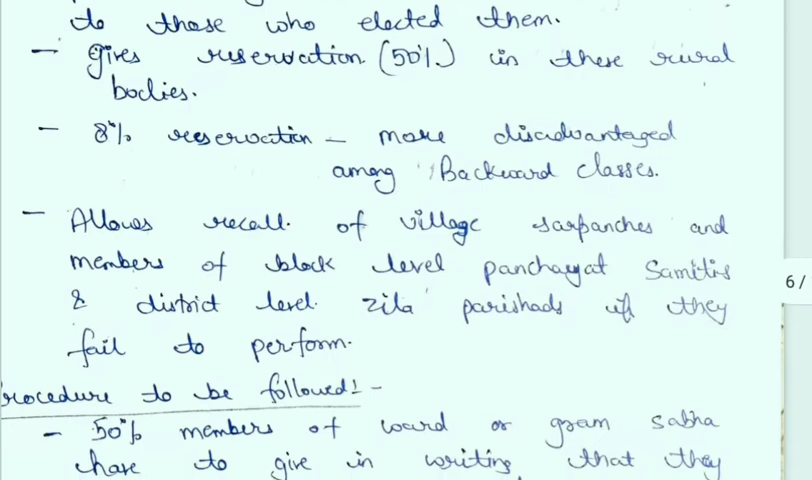 to those who elected them.
- gives reservation (50%) in these rural
bodies.
- 8% reservation - more disadvantaged
among Backward classes.
- Allows recall of village sarpanches and
members of block level panchayat Samitis
& district level zila parishads if they
fail to perform.
rocedure to be followed! -
- 50% members of ward or gram sabha
have to give in writing that they
6/